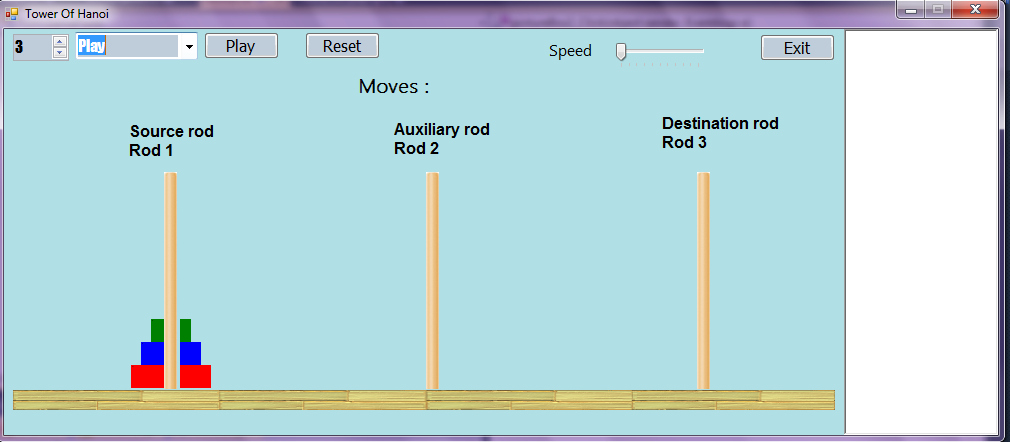 Tower Of Hanoi
3
Play
Play
Reset
Speed
Exit
Moves :
Source rod
Rod 1
Auxiliary rod
Rod 2
Destination rod
Rod 3